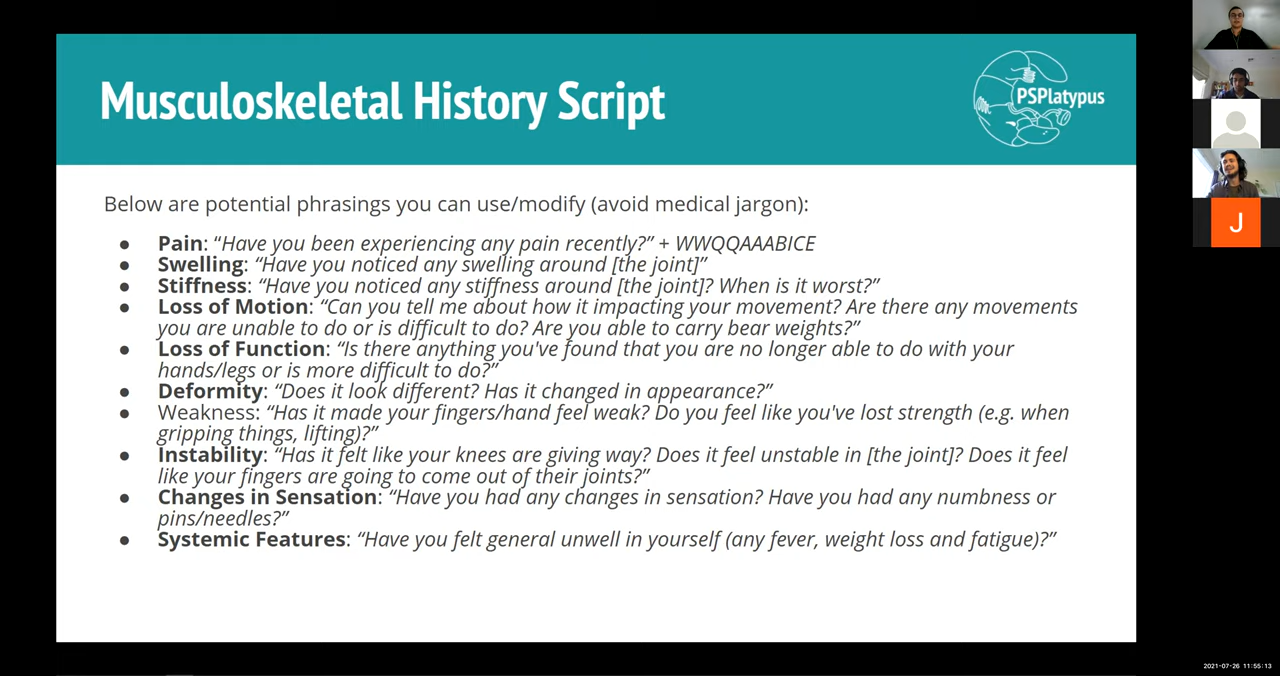 Musculoskeletal History Script
PSPlatypus
Below are potential phrasings you can use/modify (avoid medical jargon):
● Pain: “Have you been experiencing any pain recently?” + WWQQAAABICE
● Swelling: “Have you noticed any swelling around [the joint]”
● Stiffness: “Have you noticed any stiffness around [the joint]? When is it worst?”
● Loss of Motion: “Can you tell me about how it impacting your movement? Are there any movements
you are unable to do or is difficult to do? Are you able to carry bear weights?”
● Loss of Function: “Is there anything you've found that you are no longer able to do with your
hands/legs or is more difficult to do?”
● Deformity: “Does it look different? Has it changed in appearance?”
● Weakness: “Has it made your fingers/hand feel weak? Do you feel like you've lost strength (e.g. when
gripping things, lifting)?”
● Instability: “Has it felt like your knees are giving way? Does it feel unstable in [the joint]? Does it feel
like your fingers are going to come out of their joints?”
● Changes in Sensation: “Have you had any changes in sensation? Have you had any numbness or
pins/needles?”
● Systemic Features: “Have you felt general unwell in yourself (any fever, weight loss and fatigue)?”
J
2021-07-26 11:55:13